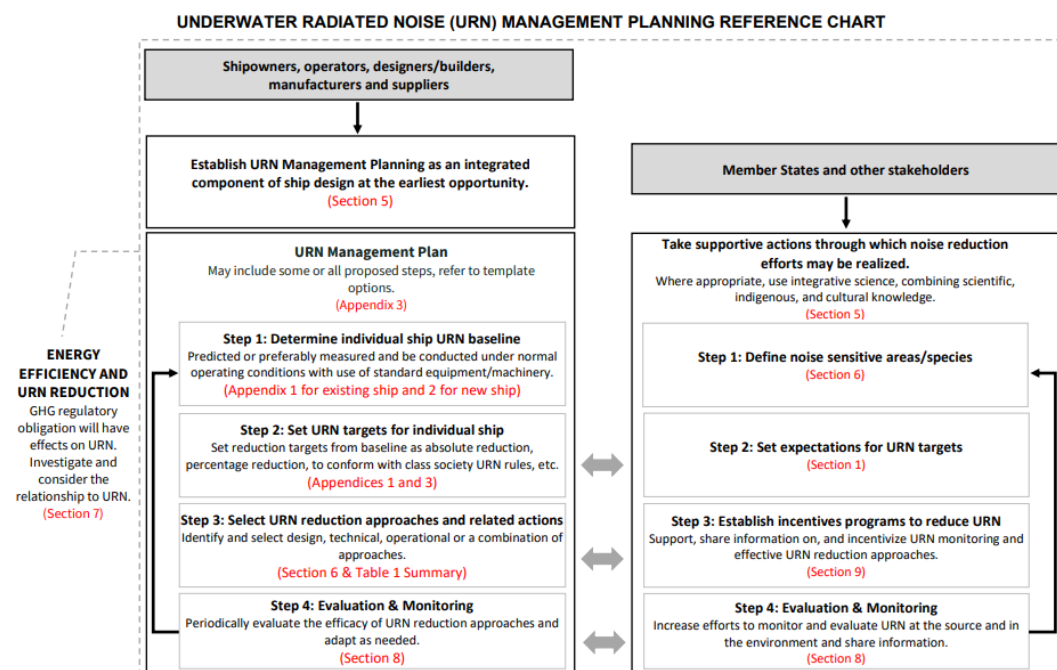 UNDERWATER RADIATED NOISE (URN) MANAGEMENT PLANNING REFERENCE CHART
Shipowners, operators, designers/builders,
manufacturers and suppliers
Establish URN Management Planning as an integrated
component of ship design at the earliest opportunity.
(Section 5)
URN Management Plan
May include some or all proposed steps, refer to template
options.
(Appendix 3)
Step 1: Determine individual ship URN baseline
Predicted or preferably measured and be conducted under normal
operating conditions with use of standard equipment/machinery.
(Appendix 1 for existing ship and 2 for new ship)
Step 2: Set URN targets for individual ship
Set reduction targets from baseline as absolute reduction,
percentage reduction, to conform with class society URN rules, etc.
(Appendices 1 and 3)
Step 3: Select URN reduction approaches and related actions
Identify and select design, technical, operational or a combination of
approaches.
(Section 6 & Table 1 Summary)
Step 4: Evaluation & Monitoring
Periodically evaluate the efficacy of URN reduction approaches and
adapt as needed.
(Section 8)
Member States and other stakeholders
Take supportive actions through which noise reduction
efforts may be realized.
Where appropriate, use integrative science, combining scientific,
indigenous, and cultural knowledge.
(Section 5)
Step 1: Define noise sensitive areas/species
(Section 6)
Step 2: Set expectations for URN targets
(Section 1)
Step 3: Establish incentives programs to reduce URN
Support, share information on, and incentivize URN monitoring and
effective URN reduction approaches.
(Section 9)
Step 4: Evaluation & Monitoring
Increase efforts to monitor and evaluate URN at the source and in
the environment and share information.
(Section 8)
ENERGY
EFFICIENCY AND
URN REDUCTION
GHG regulatory
obligation will have
effects on URN.
Investigate and
consider the
relationship to URN.
(Section 7)